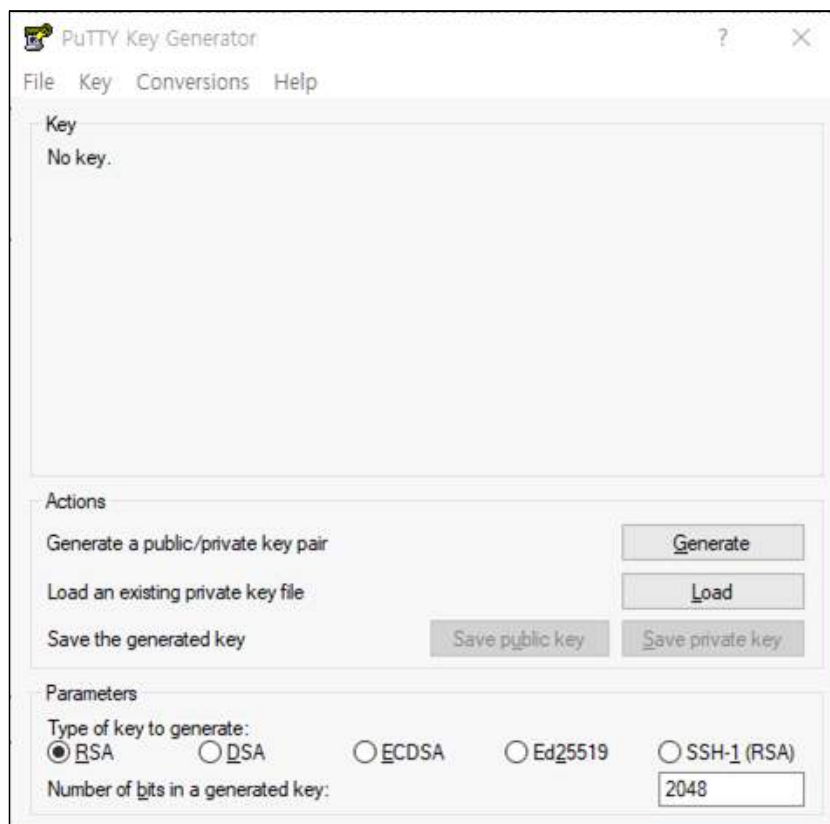 PuTTY Key Generator ?
File Key Conversions Help
Key
No key.
Actions
Generate a public/private key pair Generate
Load an existing private key file Load
Save the generated key Save public key Save private key
Parameters
Type of key to generate:
RSA DSA ECDSA Ed25519 SSH-1 (RSA)
Number of bits in a generated key: 2048